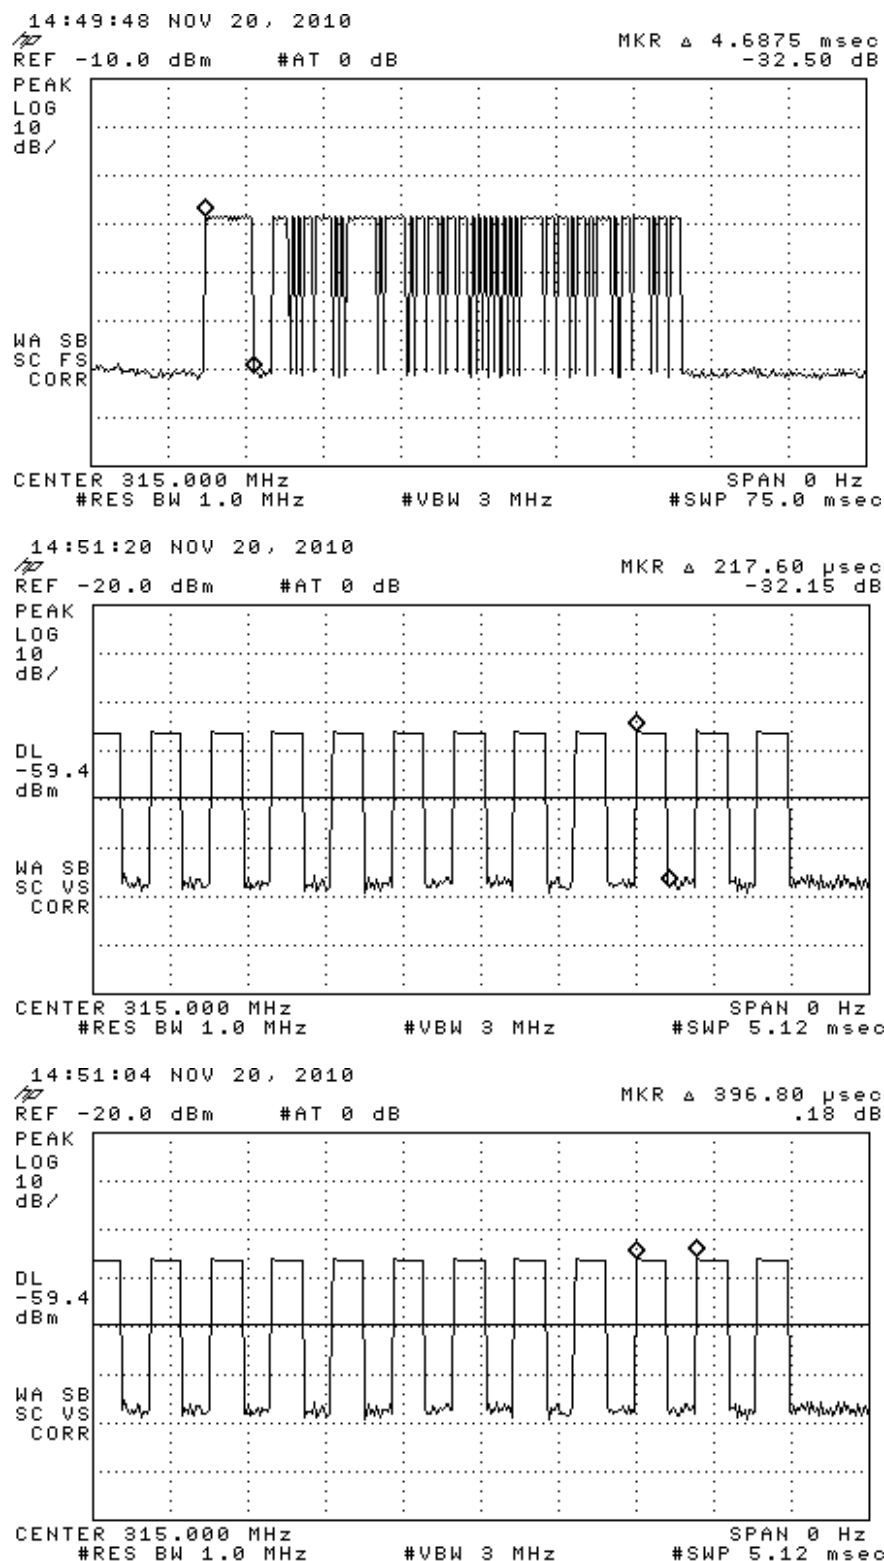 14:49:48 NOV 20, 2010
hp
MKR Δ 4.6875 msec
REF -10.0 dBm #AT 0 dB -32.50 dB
PEAK
LOG
10
dB/
WA SB
SC FS
CORR
CENTER 315.000 MHz SPAN 0 Hz
#RES BW 1.0 MHz #VBW 3 MHz #SWP 75.0 msec
14:51:20 NOV 20, 2010
hp
MKR Δ 217.60 µsec
REF -20.0 dBm #AT 0 dB -32.15 dB
PEAK
LOG
10
dB/
DL
-59.4
dBm
WA SB
SC VS
CORR
CENTER 315.000 MHz SPAN 0 Hz
#RES BW 1.0 MHz #VBW 3 MHz #SWP 5.12 msec
14:51:04 NOV 20, 2010
hp
MKR Δ 396.80 µsec
REF -20.0 dBm #AT 0 dB .18 dB
PEAK
LOG
10
dB/
DL
-59.4
dBm
WA SB
SC VS
CORR
CENTER 315.000 MHz SPAN 0 Hz
#RES BW 1.0 MHz #VBW 3 MHz #SWP 5.12 msec